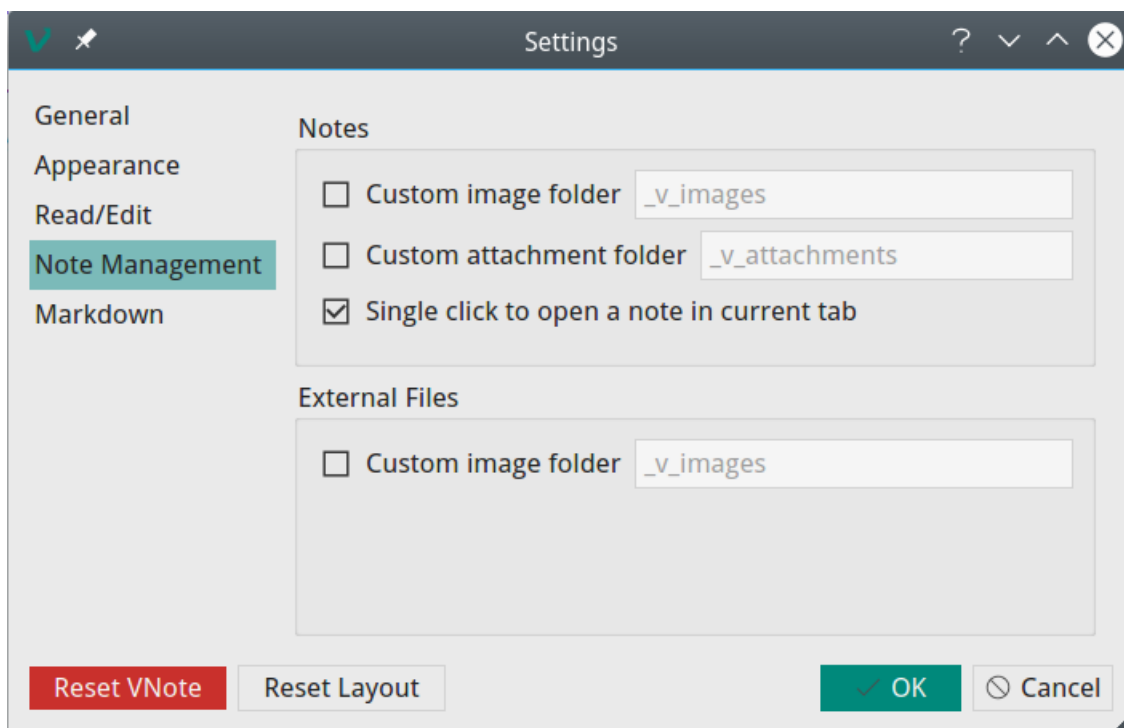 Settings
General
Appearance
Read/Edit
Note Management
Markdown
Notes
Custom image folder _v_images
Custom attachment folder _v_attachments
Single click to open a note in current tab
External Files
Custom image folder _v_images
Reset VNote Reset Layout OK Cancel